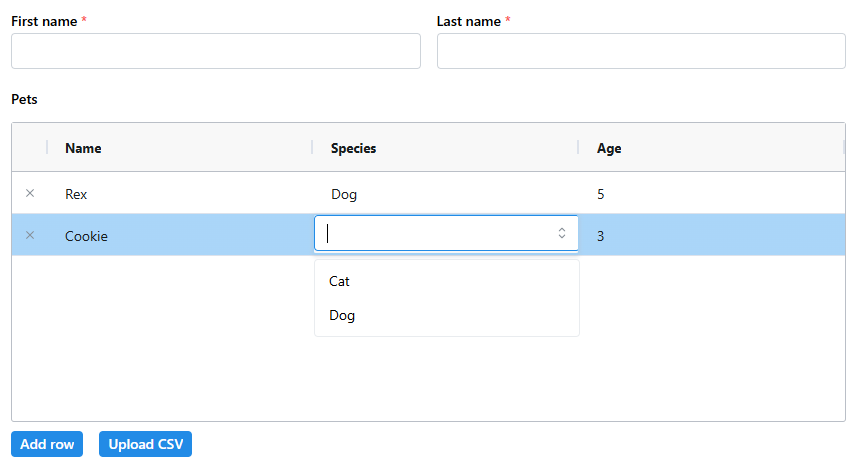 First name * Last name *
Pets
Name Species Age
× Rex Dog 5
× Cookie 3
Cat
Dog
Add row Upload CSV